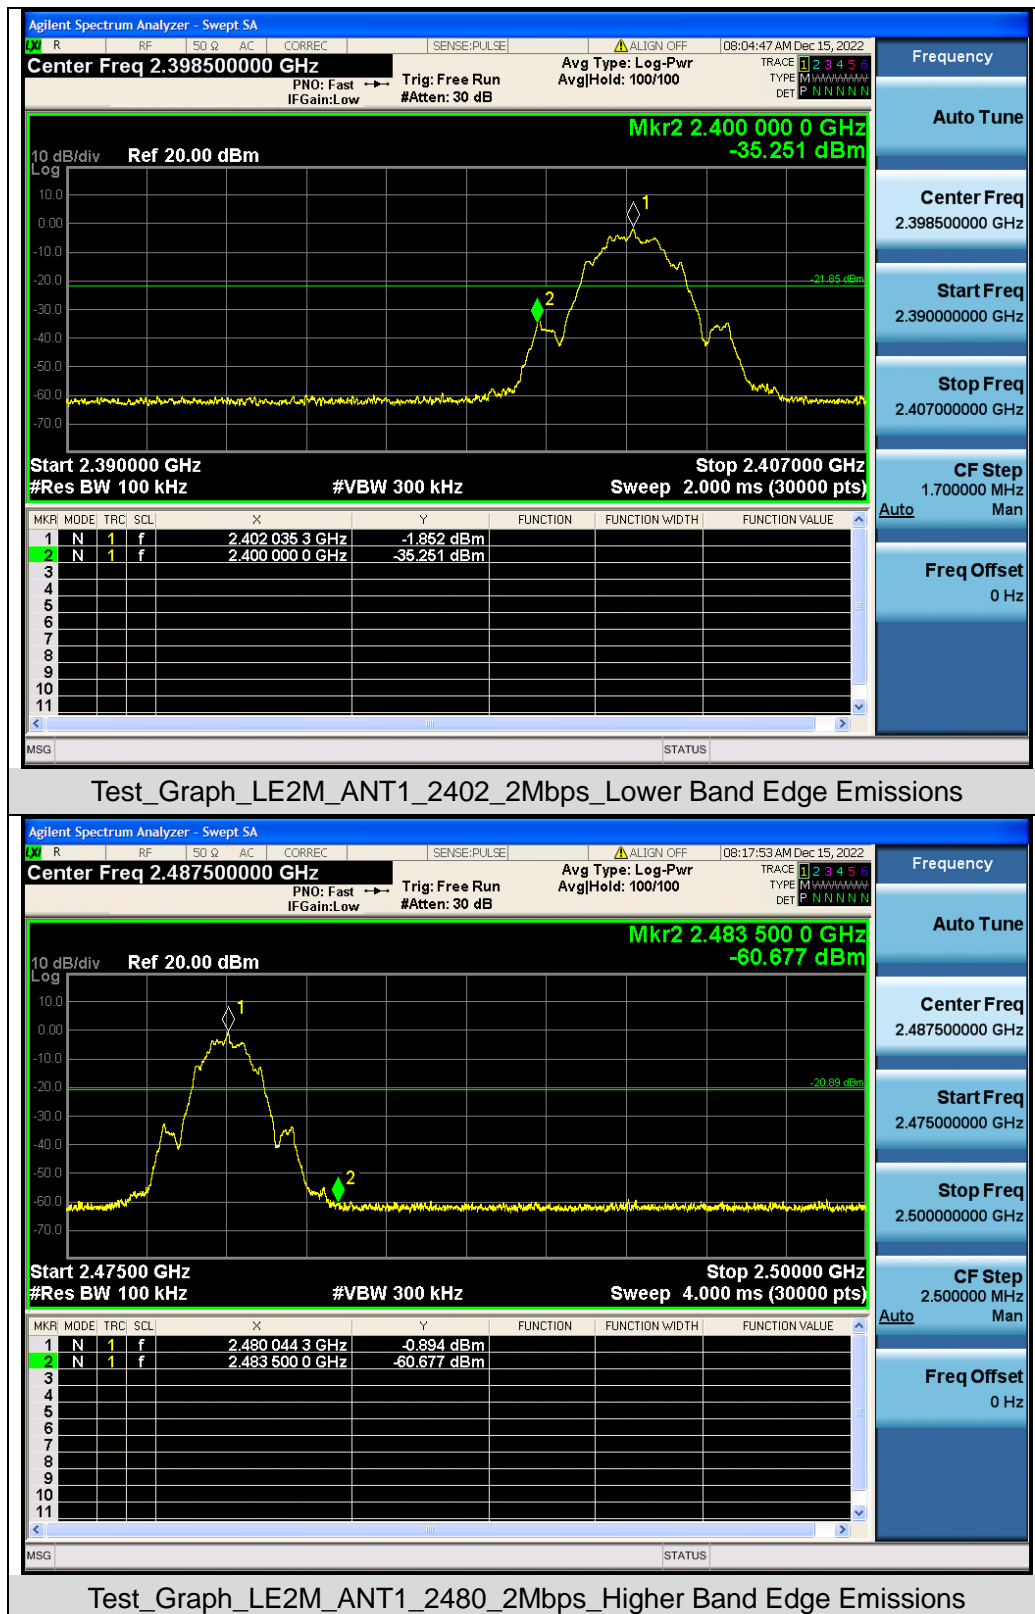 Agilent Spectrum Analyzer - Swept SA
LXI R RF 50 Ω AC CORREC SENSE:PULSE ALIGN OFF 08:04:47 AM Dec 15, 2022
Center Freq 2.398500000 GHz
PNO: Fast
IFGain:Low
Trig: Free Run
#Atten: 30 dB
Avg Type: Log-Pwr
Avg|Hold: 100/100
TRACE 1 2 3 4 5 6
TYPE M W W W W W
DET P N N N N N
Frequency
Auto Tune
Center Freq
2.398500000 GHz
Start Freq
2.390000000 GHz
Stop Freq
2.407000000 GHz
CF Step
1.700000 MHz
Auto Man
Freq Offset
0 Hz
Mkr2 2.400 000 0 GHz
-35.251 dBm
10 dB/div Ref 20.00 dBm
Log
10.0
0.00
-10.0
-20.0
-30.0
-40.0
-50.0
-60.0
-70.0
1
2
-21.85 dBm
Start 2.390000 GHz Stop 2.407000 GHz
#Res BW 100 kHz #VBW 300 kHz Sweep 2.000 ms (30000 pts)
MKR MODE TRC SCL X Y FUNCTION FUNCTION WIDTH FUNCTION VALUE
1 N 1 f 2.402 035 3 GHz -1.852 dBm
2 N 1 f 2.400 000 0 GHz -35.251 dBm
3
4
5
6
7
8
9
10
11
MSG STATUS
Test_Graph_LE2M_ANT1_2402_2Mbps_Lower Band Edge Emissions
Agilent Spectrum Analyzer - Swept SA
LXI R RF 50 Ω AC CORREC SENSE:PULSE ALIGN OFF 08:17:53 AM Dec 15, 2022
Center Freq 2.487500000 GHz
PNO: Fast
IFGain:Low
Trig: Free Run
#Atten: 30 dB
Avg Type: Log-Pwr
Avg|Hold: 100/100
TRACE 1 2 3 4 5 6
TYPE M W W W W W
DET P N N N N N
Frequency
Auto Tune
Center Freq
2.487500000 GHz
Start Freq
2.475000000 GHz
Stop Freq
2.500000000 GHz
CF Step
2.500000 MHz
Auto Man
Freq Offset
0 Hz
Mkr2 2.483 500 0 GHz
-60.677 dBm
10 dB/div Ref 20.00 dBm
Log
10.0
0.00
-10.0
-20.0
-30.0
-40.0
-50.0
-60.0
-70.0
1
2
-20.89 dBm
Start 2.47500 GHz Stop 2.50000 GHz
#Res BW 100 kHz #VBW 300 kHz Sweep 4.000 ms (30000 pts)
MKR MODE TRC SCL X Y FUNCTION FUNCTION WIDTH FUNCTION VALUE
1 N 1 f 2.480 044 3 GHz -0.894 dBm
2 N 1 f 2.483 500 0 GHz -60.677 dBm
3
4
5
6
7
8
9
10
11
MSG STATUS
Test_Graph_LE2M_ANT1_2480_2Mbps_Higher Band Edge Emissions